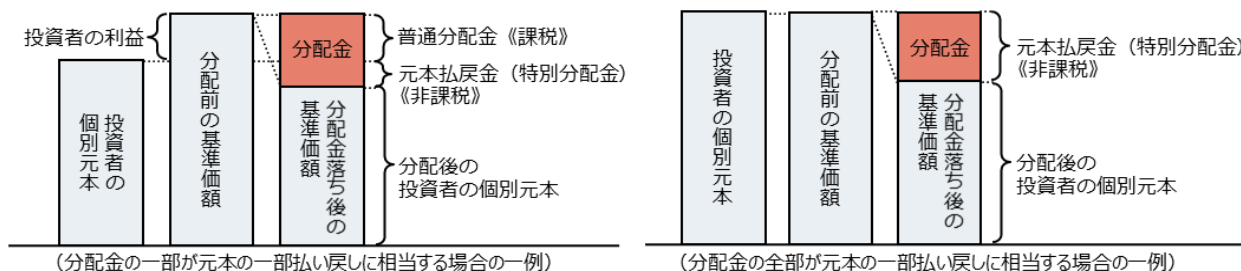 投資者の利益
投資者の
個別元本
分配前の基準価額
分配金
分配金落ち後の
基準価額
普通分配金《課税》
元本払戻金（特別分配金）
《非課税》
分配後の
投資者の個別元本
（分配金の一部が元本の一部払い戻しに相当する場合の一例）
投資者の個別元本
分配前の基準価額
分配金
分配金落ち後の
基準価額
元本払戻金（特別分配金）
《非課税》
分配後の
投資者の個別元本
（分配金の全部が元本の一部払い戻しに相当する場合の一例）